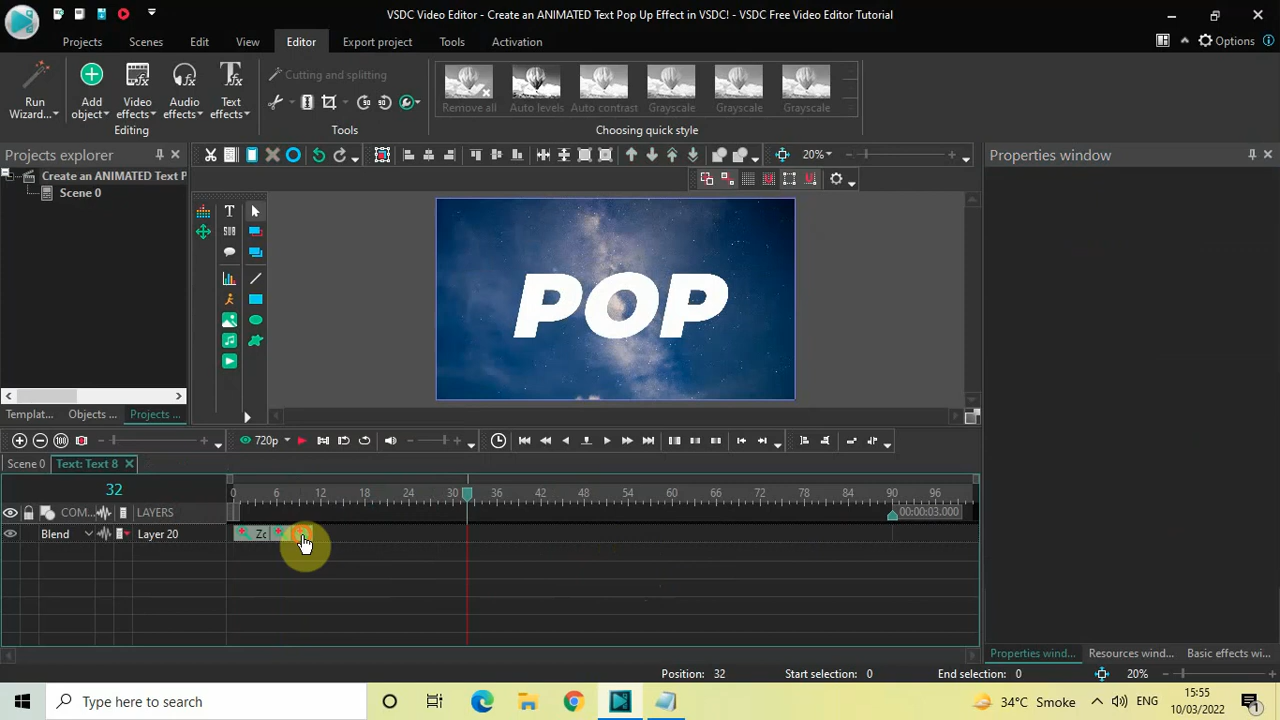 VSDC Video Editor - Create an ANIMATED Text Pop Up Effect in VSDC! - VSDC Free Video Editor Tutorial
Projects Scenes Edit View Editor Export project Tools Activation Options
Run Wizard... Add object Video effects Audio effects Text effects
Editing
Cutting and splitting
Tools
Remove all Auto levels Auto contrast Grayscale Grayscale Grayscale
Choosing quick style
Projects explorer
20%
Properties window
Create an ANIMATED Text P
Scene 0
T
SUB
POP
Templat... Objects ... Projects ...
100 720p
Scene 0 Text: Text 8
32
0 6 12 18 24 30 36 42 48 54 60 66 72 78 84 90 96
00:00:03.000
COM... LAYERS
Blend Layer 20 Zo
Properties wind... Resources wind... Basic effects wi...
Position: 32 Start selection: 0 End selection: 0 20%
Type here to search
34°C Smoke ENG 15:55
10/03/2022
1